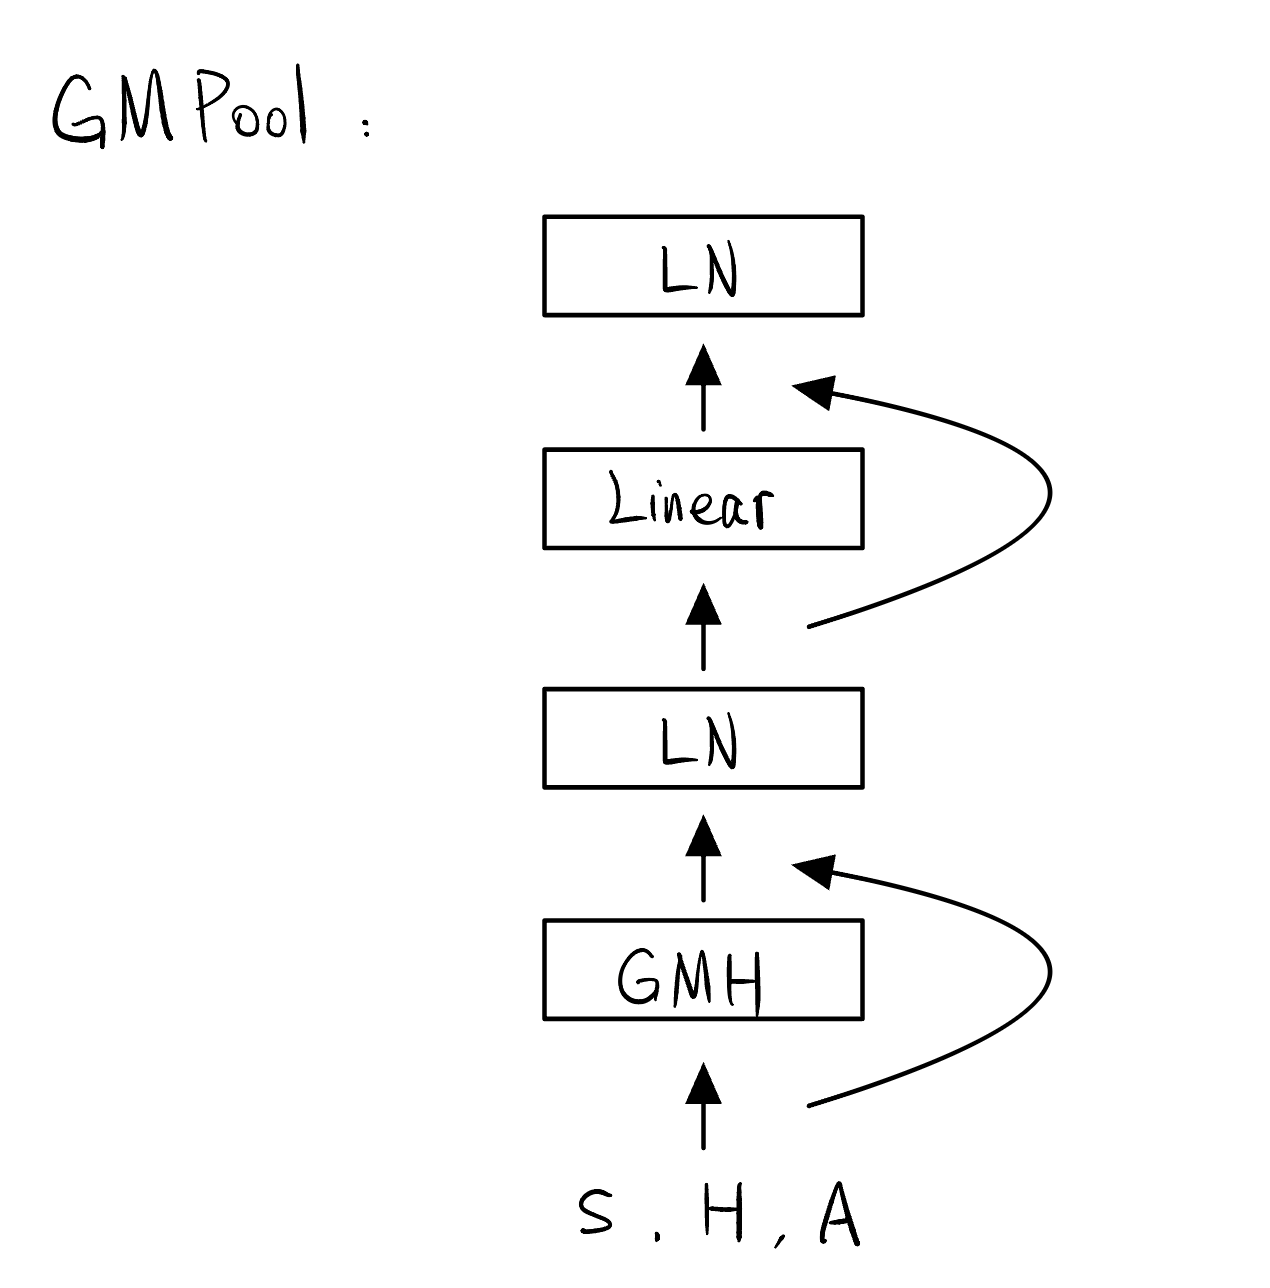 GMPool :
LN
Linear
LN
GMH
S . H , A